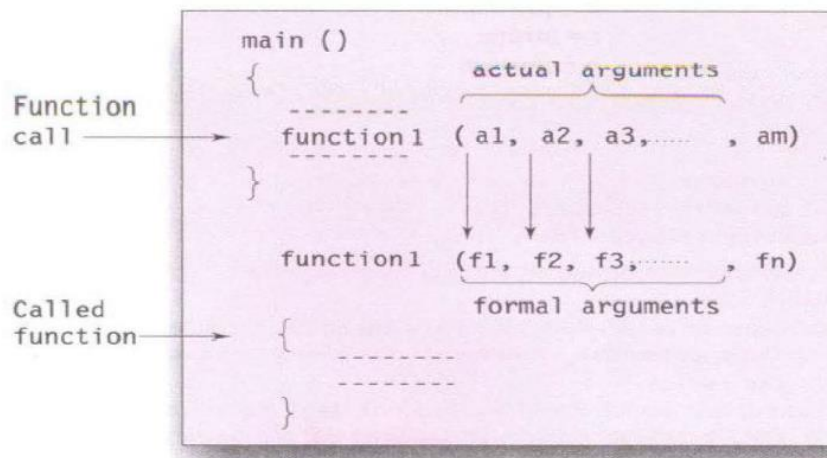 main ()
{
actual arguments
Function
call
function1 ( a1, a2, a3,...... , am)
}
function1 (f1, f2, f3,...... , fn)
formal arguments
Called
function
{
}